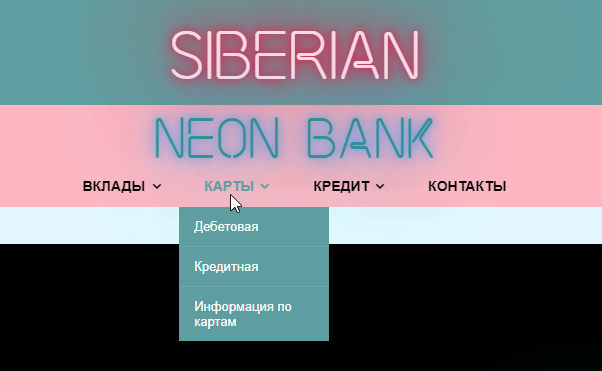 SIBERIAN
NEON BANK
ВКЛАДЫ КАРТЫ КРЕДИТ КОНТАКТЫ
Дебетовая
Кредитная
Информация по
картам